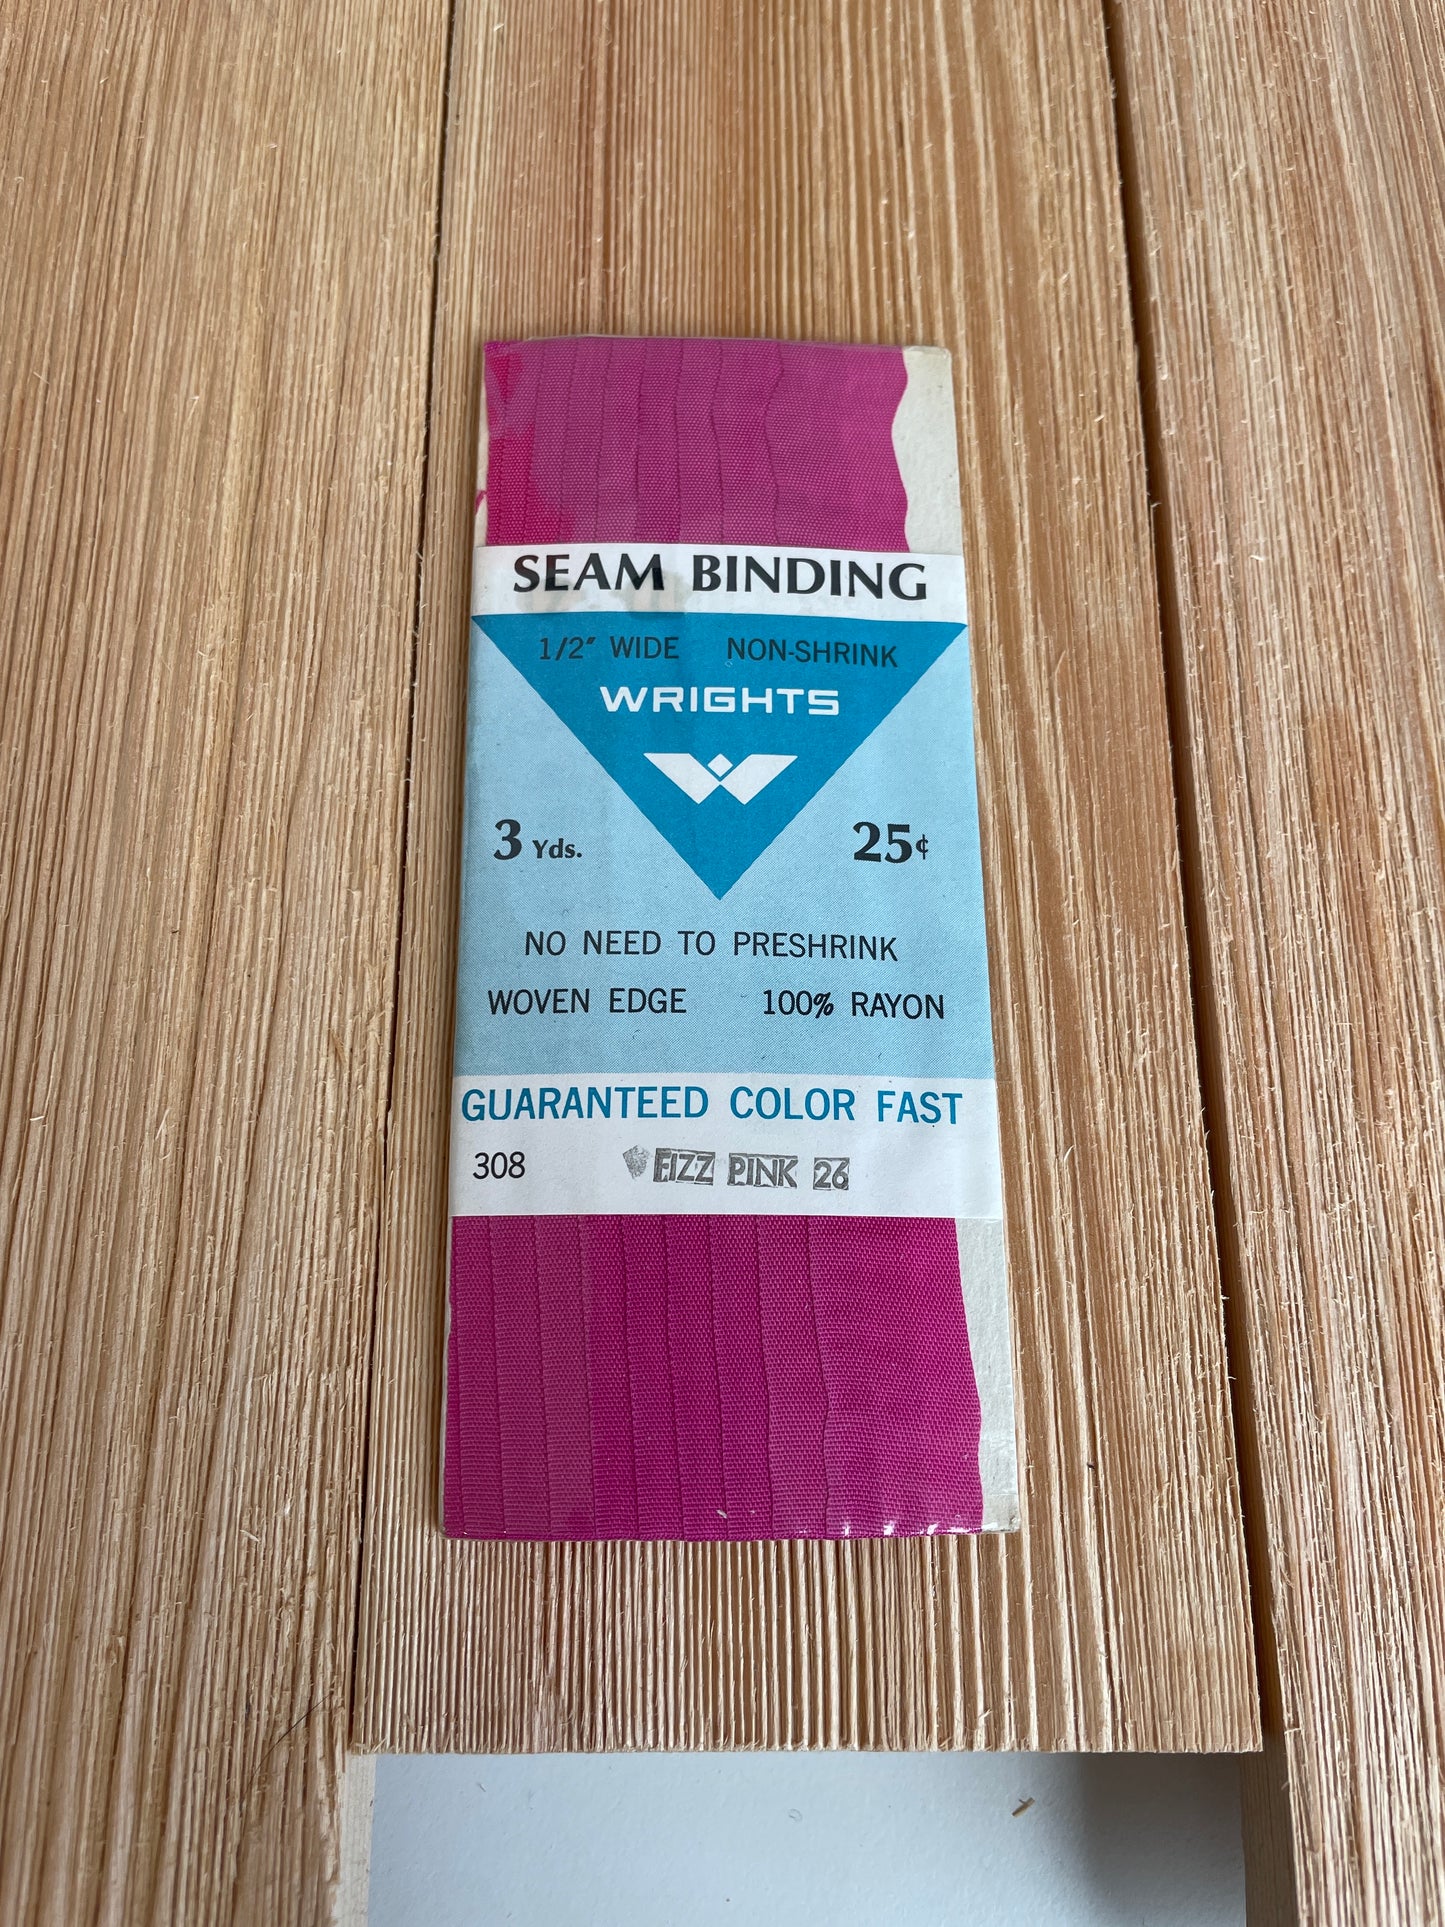 SEAM BINDING
1/2" WIDE NON-SHRINK
WRIGHTS
3 Yds. 25¢
NO NEED TO PRESHRINK
WOVEN EDGE 100% RAYON
GUARANTEED COLOR FAST
308 FIZZ PINK 26